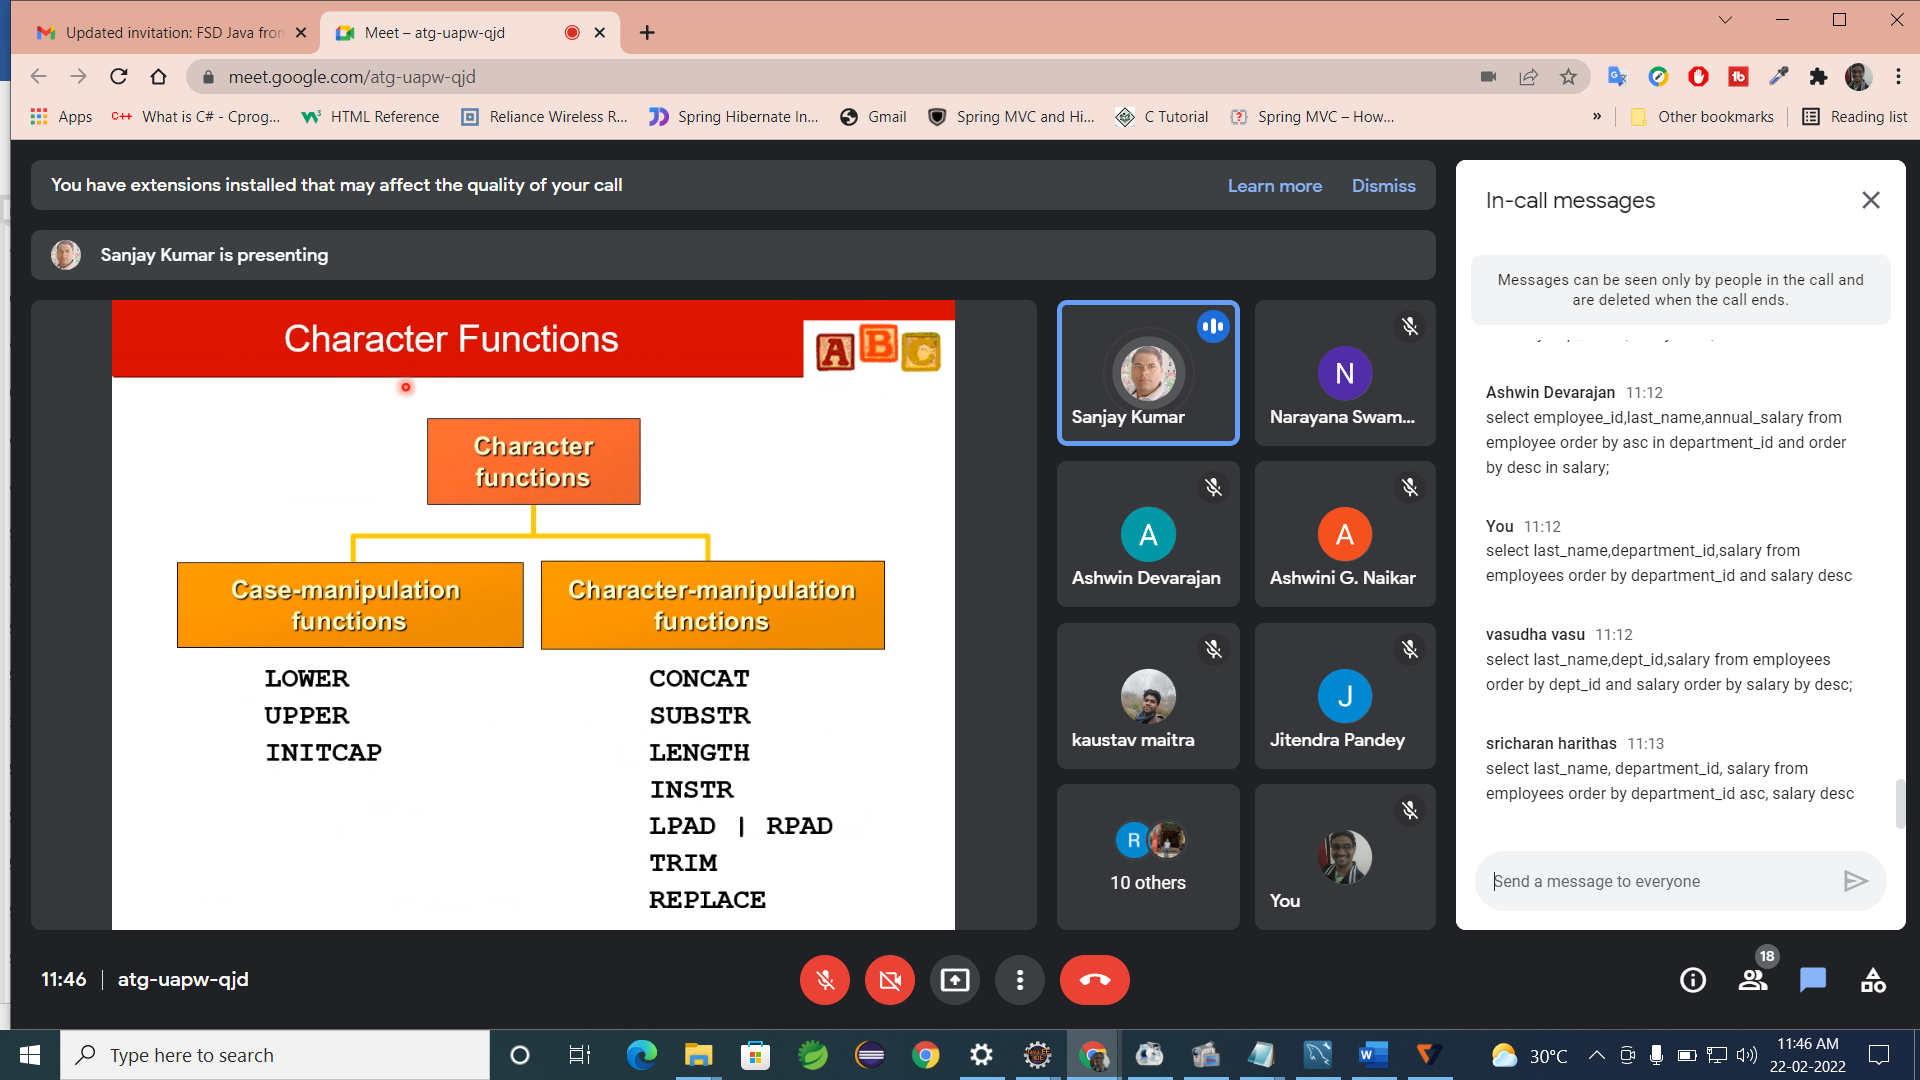 Updated invitation: FSD Java fron
Meet – atg-uapw-qjd
meet.google.com/atg-uapw-qjd
Apps
C++ What is C# - Cprog...
HTML Reference
Reliance Wireless R...
Spring Hibernate In...
Gmail
Spring MVC and Hi...
C Tutorial
Spring MVC – How...
»
Other bookmarks
Reading list
You have extensions installed that may affect the quality of your call
Learn more
Dismiss
Sanjay Kumar is presenting
Character Functions
A B C
Character
functions
Case-manipulation
functions
Character-manipulation
functions
LOWER
UPPER
INITCAP
CONCAT
SUBSTR
LENGTH
INSTR
LPAD | RPAD
TRIM
REPLACE
Sanjay Kumar
N
Narayana Swam...
A
Ashwin Devarajan
A
Ashwini G. Naikar
kaustav maitra
J
Jitendra Pandey
R
10 others
You
In-call messages
Messages can be seen only by people in the call and
are deleted when the call ends.
Ashwin Devarajan 11:12
select employee_id,last_name,annual_salary from
employee order by asc in department_id and order
by desc in salary;
You 11:12
select last_name,department_id,salary from
employees order by department_id and salary desc
vasudha vasu 11:12
select last_name,dept_id,salary from employees
order by dept_id and salary order by salary by desc;
sricharan harithas 11:13
select last_name, department_id, salary from
employees order by department_id asc, salary desc
Send a message to everyone
11:46 | atg-uapw-qjd
18
Type here to search
30°C
11:46 AM
22-02-2022